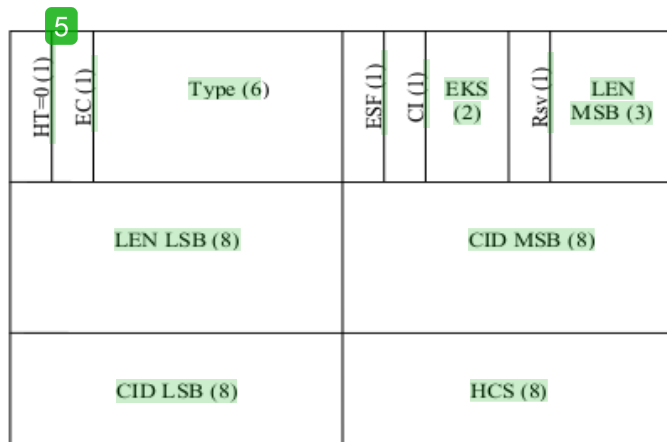 5
HT=0 (1)
EC (1)
Type (6)
ESF (1)
CI (1)
EKS
(2)
Rsv (1)
LEN
MSB (3)
LEN LSB (8)
CID MSB (8)
CID LSB (8)
HCS (8)